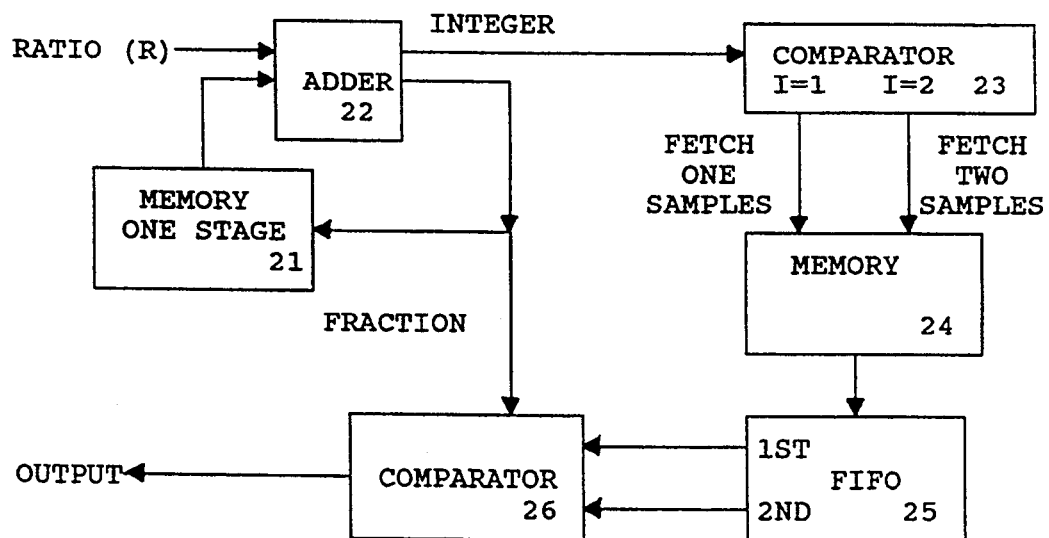 INTEGER
RATIO (R)
ADDER
22
COMPARATOR
I=1 I=2 23
FETCH
ONE
SAMPLES
FETCH
TWO
SAMPLES
MEMORY
ONE STAGE
21
MEMORY
24
FRACTION
1ST
FIFO
2ND 25
COMPARATOR
26
OUTPUT